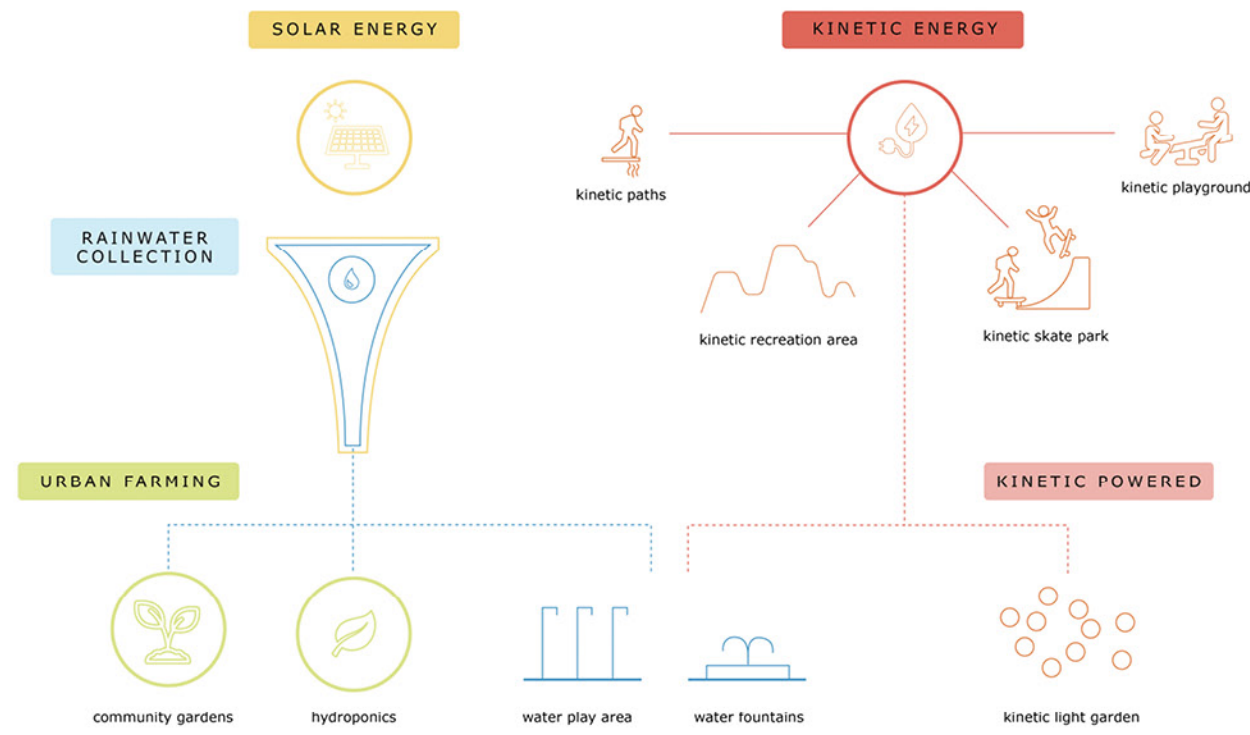 SOLAR ENERGY
KINETIC ENERGY
kinetic paths
kinetic playground
RAINWATER
COLLECTION
kinetic recreation area
kinetic skate park
URBAN FARMING
KINETIC POWERED
community gardens
hydroponics
water play area
water fountains
kinetic light garden